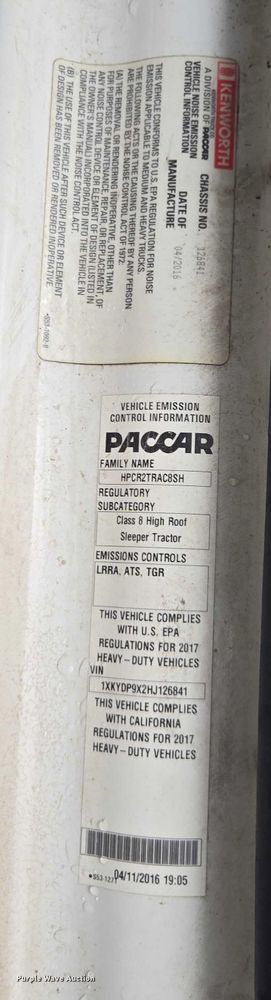 KENWORTH
A DIVISION OF PACCAR
VEHICLE NOISE EMISSION
CONTROL INFORMATION
CHASSIS NO. 126841
DATE OF
MANUFACTURE 04/2016
THIS VEHICLE CONFORMS TO U.S. EPA REGULATION FOR NOISE
EMISSION APPLICABLE TO MEDIUM AND HEAVY TRUCKS.
THE FOLLOWING ACTS OR THE CAUSING THEREOF BY ANY PERSON
ARE PROHIBITED BY THE NOISE CONTROL ACT OF 1972:
(A) THE REMOVAL OR RENDERING INOPERATIVE, OTHER THAN
FOR PURPOSES OF MAINTENANCE, REPAIR, OR REPLACEMENT, OF
ANY NOISE CONTROL DEVICE OR ELEMENT OF DESIGN (LISTED IN
THE OWNER'S MANUAL) INCORPORATED INTO THE VEHICLE IN
COMPLIANCE WITH THE NOISE CONTROL ACT.
(B) THE USE OF THIS VEHICLE AFTER SUCH DEVICE OR ELEMENT
OF DESIGN HAS BEEN REMOVED OR RENDERED INOPERATIVE.
VEHICLE EMISSION
CONTROL INFORMATION
PACCAR
FAMILY NAME
HPCR2TRAC8SH
REGULATORY
SUBCATEGORY
Class 8 High Roof
Sleeper Tractor
EMISSIONS CONTROLS
LRRA, ATS, TGR
THIS VEHICLE COMPLIES
WITH U.S. EPA
REGULATIONS FOR 2017
HEAVY-DUTY VEHICLES
VIN
1XKYDP9X2HJ126841
THIS VEHICLE COMPLIES
WITH CALIFORNIA
REGULATIONS FOR 2017
HEAVY-DUTY VEHICLES
04/11/2016 19:05
Purple Wave Auction